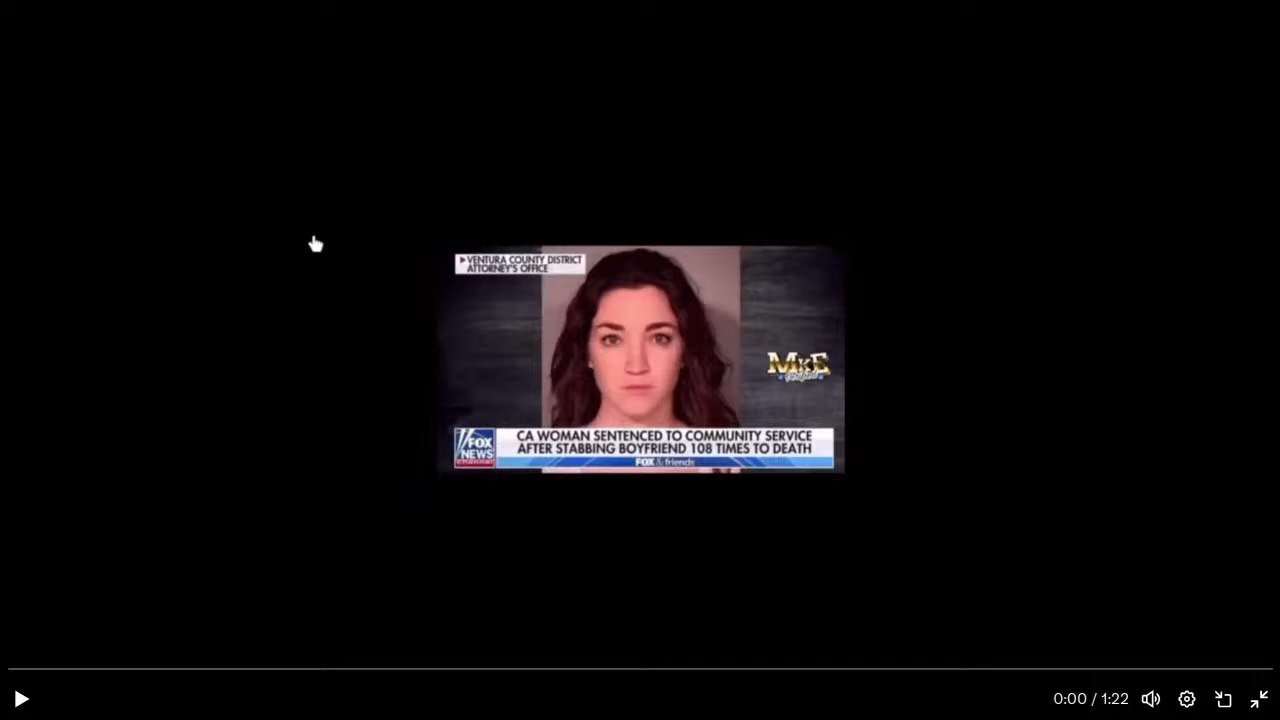 ▶VENTURA COUNTY DISTRICT
ATTORNEY'S OFFICE
MKE
CA WOMAN SENTENCED TO COMMUNITY SERVICE
AFTER STABBING BOYFRIEND 108 TIMES TO DEATH
FOX
NEWS
FOX & friends
0:00 / 1:22